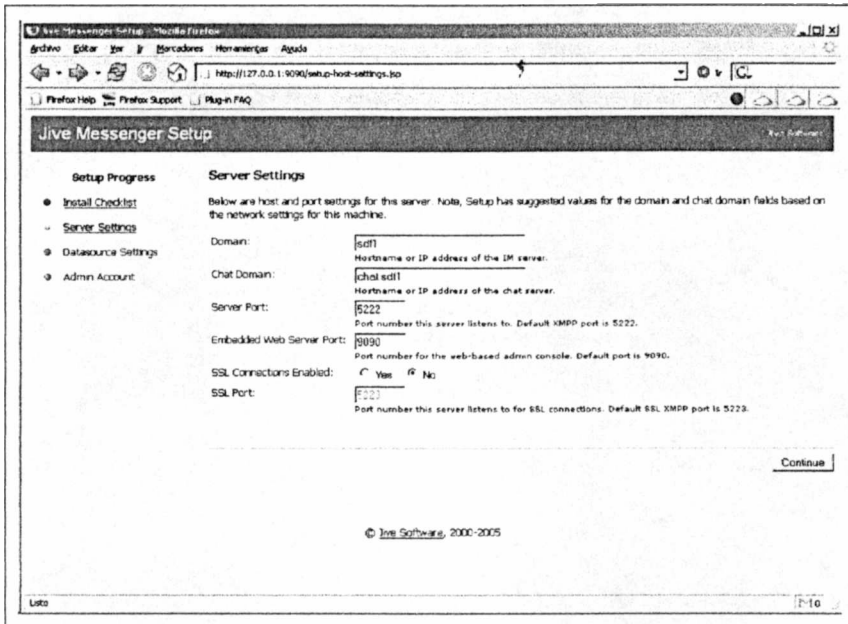 Jive Messenger Setup - Mozilla Firefox
Archivo Editar Ver Ir Marcadores Herramientas Ayuda
http://127.0.0.1:9090/setup-host-settings.jsp
G
Firefox Help Firefox Support Plug-in FAQ
Jive Messenger Setup
Jive Software
Setup Progress
Install Checklist
Server Settings
Datasource Settings
Admin Account
Server Settings
Below are host and port settings for this server. Note, Setup has suggested values for the domain and chat domain fields based on
the network settings for this machine.
Domain:
Hostname or IP address of the IM server.
Chat Domain:
Hostname or IP address of the chat server.
Server Port: 5222
Port number this server listens to. Default XMPP port is 5222.
Embedded Web Server Port: 9090
Port number for the web-based admin console. Default port is 9090.
SSL Connections Enabled: Yes No
SSL Port: 5223
Port number this server listens to for SSL connections. Default SSL XMPP port is 5223.
Continue
© Jive Software, 2000-2005
Listo